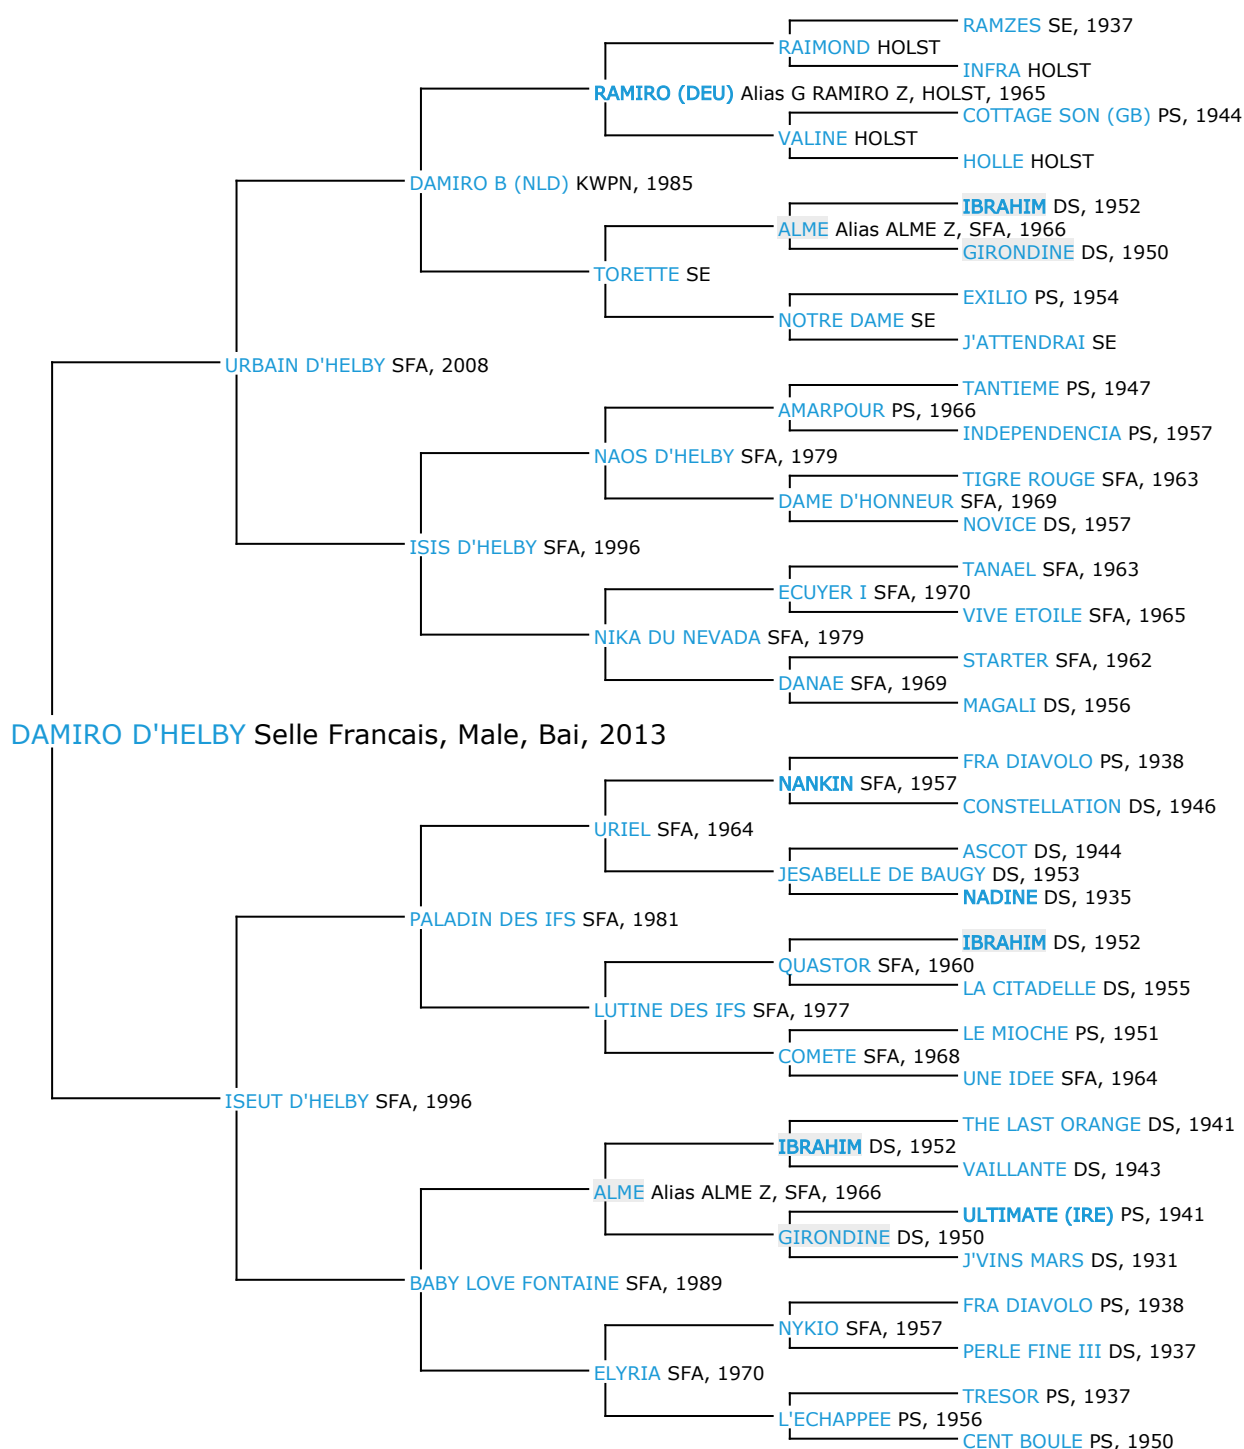 RAMZES SE, 1937
RAIMOND HOLST
INFRA HOLST
RAMIRO (DEU) Alias G RAMIRO Z, HOLST, 1965
COTTAGE SON (GB) PS, 1944
VALINE HOLST
HOLLE HOLST
DAMIRO B (NLD) KWPN, 1985
IBRAHIM DS, 1952
ALME Alias ALME Z, SFA, 1966
GIRONDINE DS, 1950
TORETTE SE
EXILIO PS, 1954
NOTRE DAME SE
J'ATTENDRAI SE
URBAIN D'HELBY SFA, 2008
TANTIEME PS, 1947
AMARPOUR PS, 1966
INDEPENDENCIA PS, 1957
NAOS D'HELBY SFA, 1979
TIGRE ROUGE SFA, 1963
DAME D'HONNEUR SFA, 1969
NOVICE DS, 1957
ISIS D'HELBY SFA, 1996
TANAEL SFA, 1963
ECUYER I SFA, 1970
VIVE ETOILE SFA, 1965
NIKA DU NEVADA SFA, 1979
STARTER SFA, 1962
DANAE SFA, 1969
MAGALI DS, 1956
DAMIRO D'HELBY Selle Francais, Male, Bai, 2013
FRA DIAVOLO PS, 1938
NANKIN SFA, 1957
CONSTELLATION DS, 1946
URIEL SFA, 1964
ASCOT DS, 1944
JESABELLE DE BAUGY DS, 1953
NADINE DS, 1935
PALADIN DES IFS SFA, 1981
IBRAHIM DS, 1952
QUASTOR SFA, 1960
LA CITADELLE DS, 1955
LUTINE DES IFS SFA, 1977
LE MIOCHE PS, 1951
COMETE SFA, 1968
UNE IDEE SFA, 1964
ISEUT D'HELBY SFA, 1996
THE LAST ORANGE DS, 1941
IBRAHIM DS, 1952
VAILLANTE DS, 1943
ALME Alias ALME Z, SFA, 1966
ULTIMATE (IRE) PS, 1941
GIRONDINE DS, 1950
J'VINS MARS DS, 1931
BABY LOVE FONTAINE SFA, 1989
FRA DIAVOLO PS, 1938
NYKIO SFA, 1957
PERLE FINE III DS, 1937
ELYRIA SFA, 1970
TRESOR PS, 1937
L'ECHAPPEE PS, 1956
CENT BOULE PS, 1950